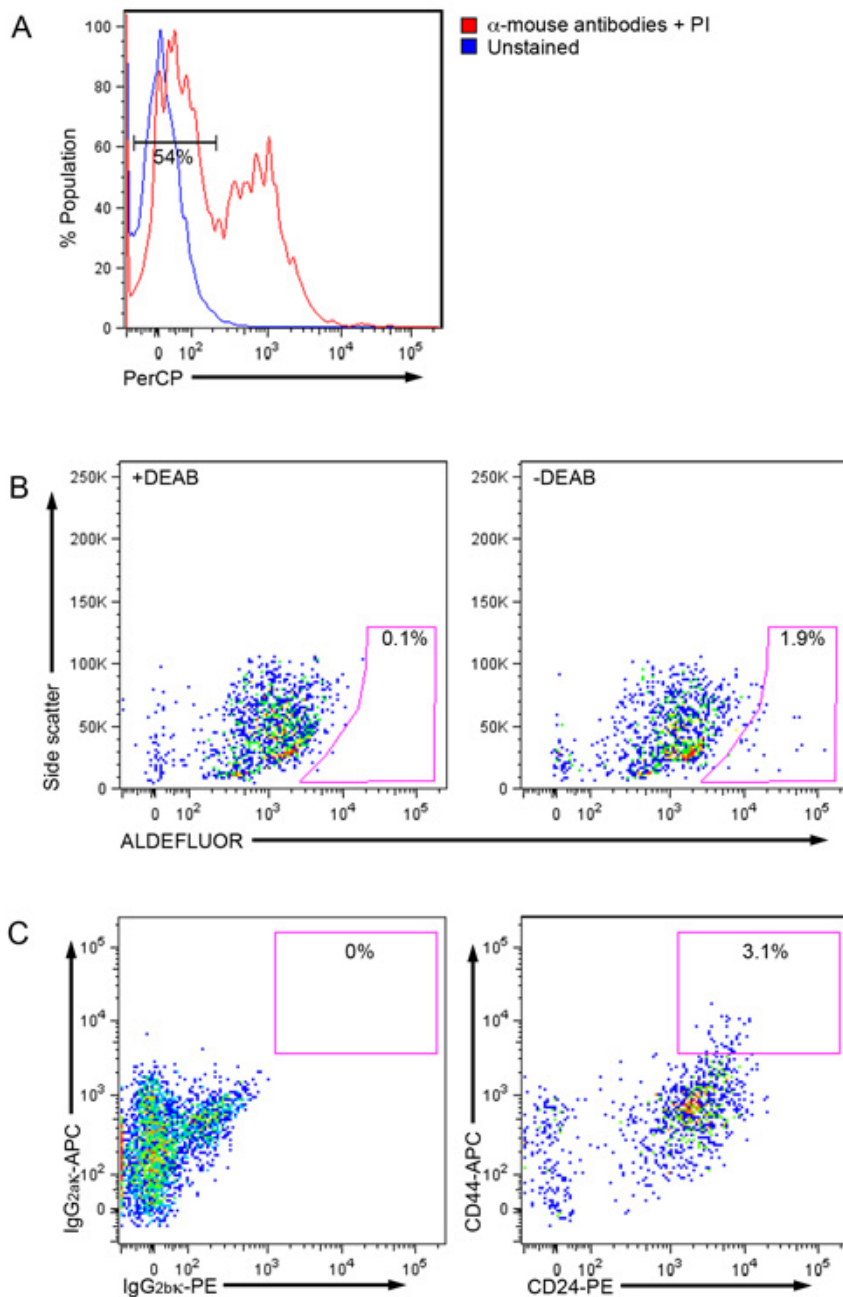 A
α-mouse antibodies + PI
Unstained
% Population
100
80
60
40
20
0
54%
0 10² 10³ 10⁴ 10⁵
PerCP
B
Side scatter
+DEAB
250K
200K
150K
100K
50K
0
0.1%
0 10² 10³ 10⁴ 10⁵
-DEAB
250K
200K
150K
100K
50K
0
1.9%
0 10² 10³ 10⁴ 10⁵
ALDEFLUOR
C
IgG2aκ-APC
10⁵
10⁴
10³
10²
0
0%
0 10² 10³ 10⁴ 10⁵
IgG2bκ-PE
CD44-APC
10⁵
10⁴
10³
10²
0
3.1%
0 10² 10³ 10⁴ 10⁵
CD24-PE